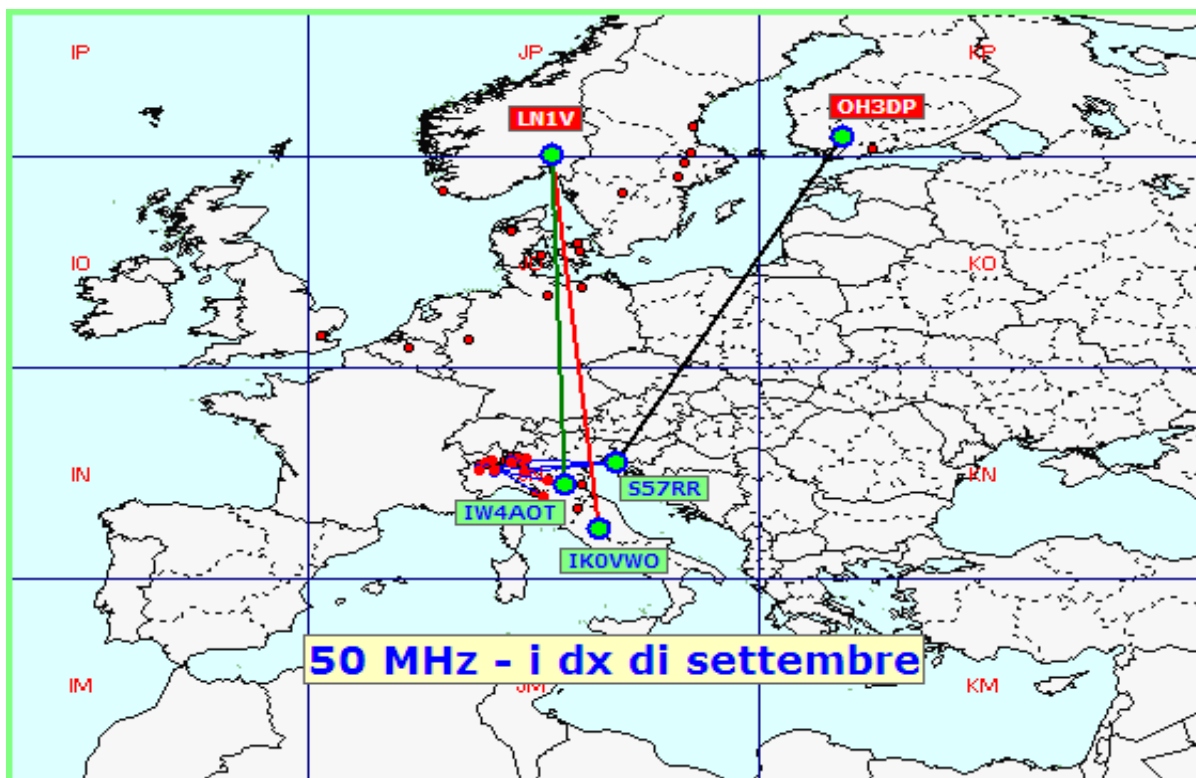 IP
JP
KP
LN1V
OH3DP
IO
JO
KO
IN
KN
S57RR
IW4AOT
IK0VWO
50 MHz - i dx di settembre
IM
JM
KM